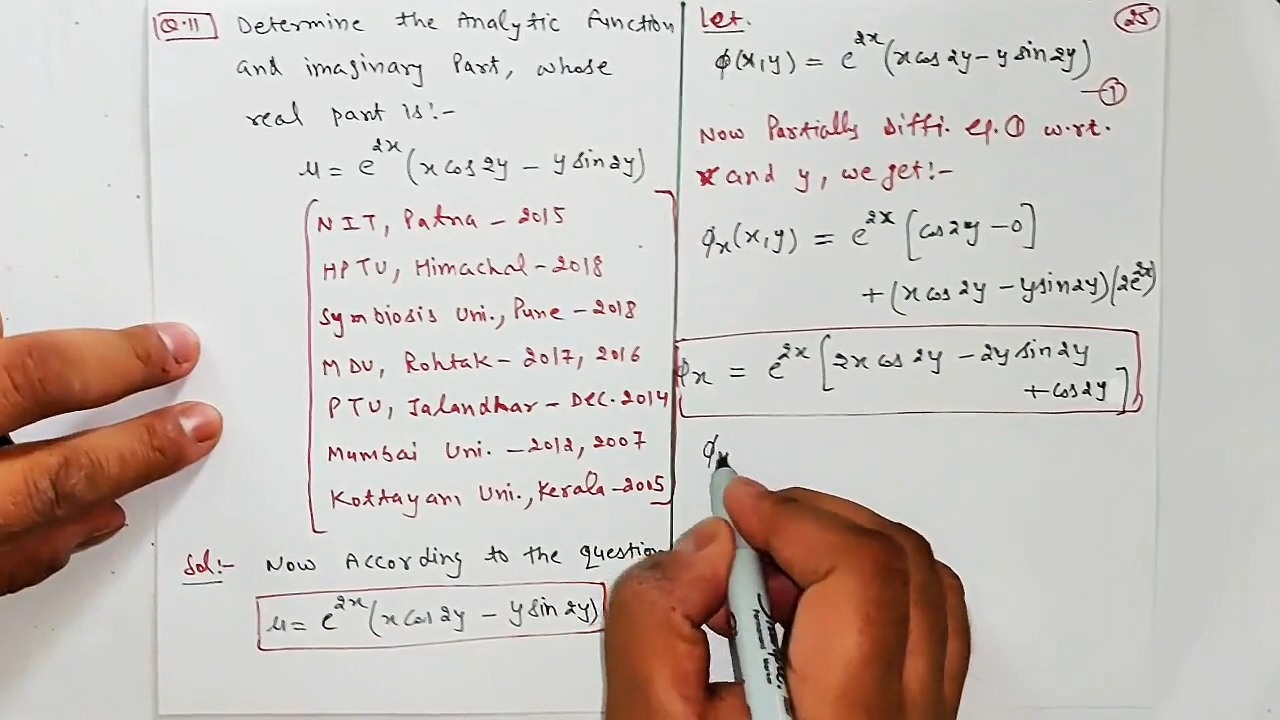 Q.11 Determine the Analytic function
and imaginary Part, whose
real part is:-
u = e^2x (x cos 2y - y sin 2y)
NIT, Patna - 2015
HPTU, Himachal - 2018
Symbiosis Uni., Pune - 2018
MDU, Rohtak - 2017, 2016
PTU, Jalandhar - Dec. 2014
Mumbai Uni. - 2012, 2007
Kottayam Uni., Kerala - 2005
Sol:- Now According to the question
u = e^2x (x cos 2y - y sin 2y)
25
Let.
ϕ(x,y) = e^2x (x cos 2y - y sin 2y)
-①
Now Partially diffi. eq. ① w.r.t.
x and y, we get:-
ϕx(x,y) = e^2x [cos 2y - 0]
+ (x cos 2y - y sin 2y)(2e^2x)
ϕx = e^2x [2x cos 2y - 2y sin 2y
+ cos 2y]
ϕ